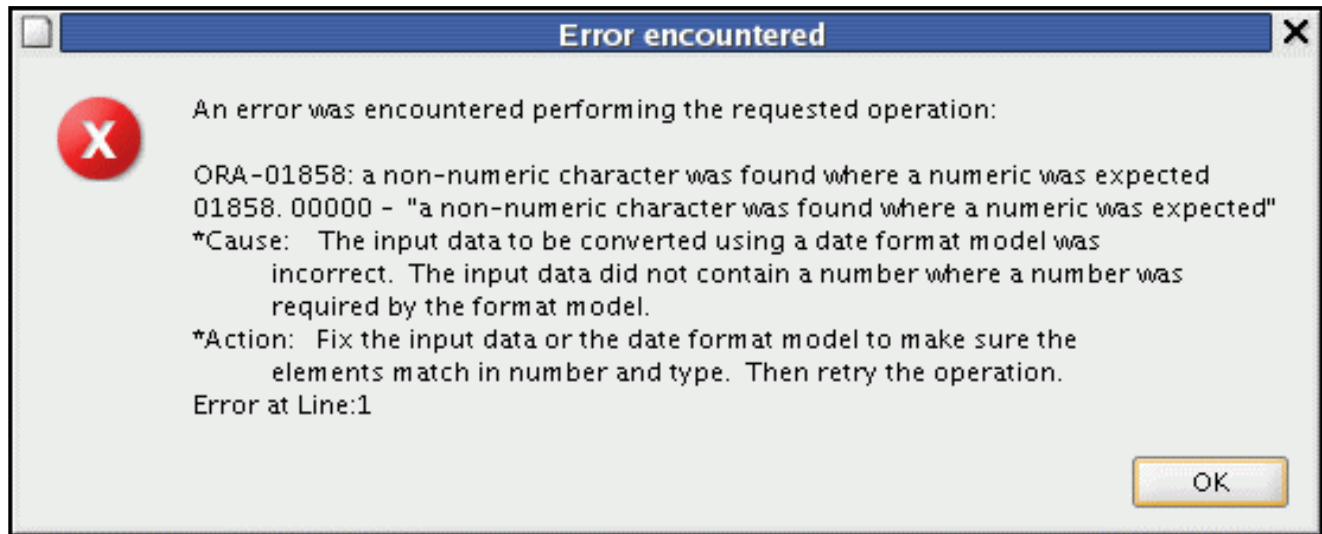 Error encountered
An error was encountered performing the requested operation:
ORA-01858: a non-numeric character was found where a numeric was expected
01858. 00000 - "a non-numeric character was found where a numeric was expected"
*Cause: The input data to be converted using a date format model was
incorrect. The input data did not contain a number where a number was
required by the format model.
*Action: Fix the input data or the date format model to make sure the
elements match in number and type. Then retry the operation.
Error at Line:1
OK